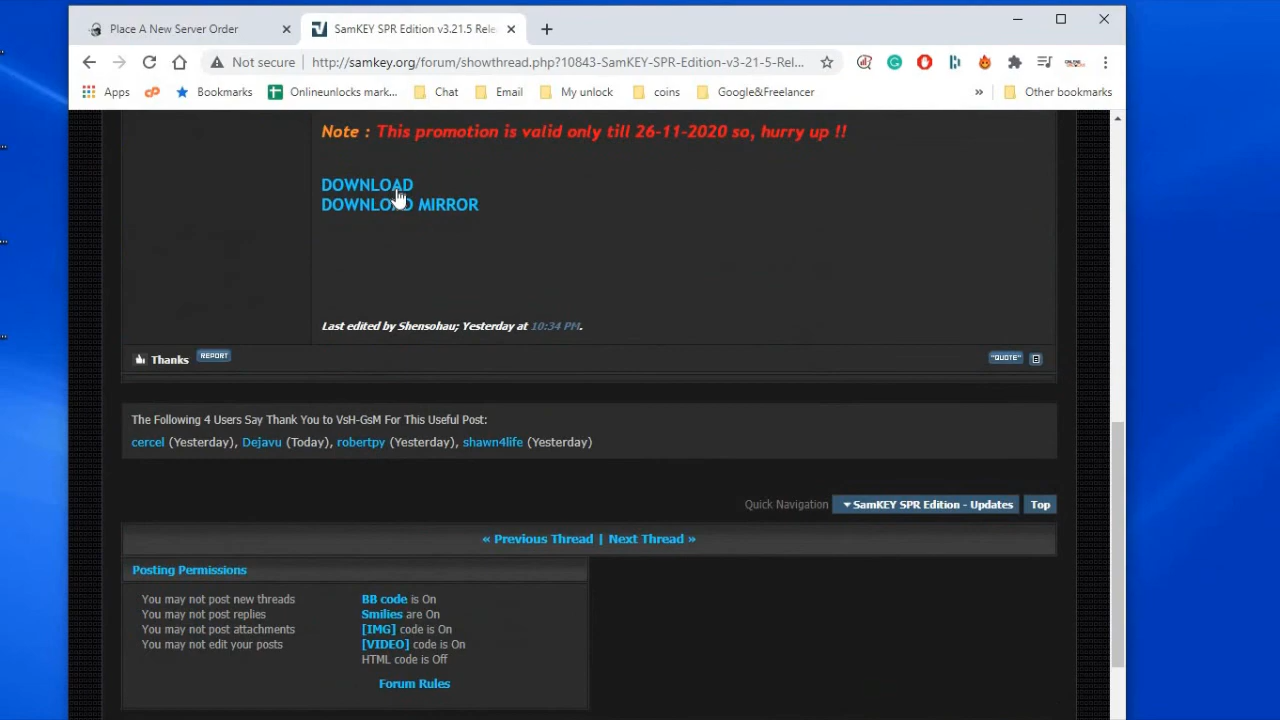 Place A New Server Order
SamKEY SPR Edition v3.21.5 Rele
Not secure
http://samkey.org/forum/showthread.php?10843-SamKEY-SPR-Edition-v3-21-5-Rel...
Apps
Bookmarks
Onlineunlocks mark...
Chat
Email
My unlock
coins
Google&Freelancer
»
Other bookmarks
Note : This promotion is valid only till 26-11-2020 so, hurry up !!
DOWNLOAD
DOWNLOAD MIRROR
Last edited by Shensohau; Yesterday at 10:34 PM.
Thanks
REPORT
"QUOTE"
The Following 4 Users Say Thank You to VsH-GsM For This Useful Post:
cercel (Yesterday), Dejavu (Today), robertpy (Yesterday), shawn4life (Yesterday)
Quick Navigation
SamKEY SPR Edition - Updates
Top
« Previous Thread | Next Thread »
Posting Permissions
You may not post new threads
You may not post replies
You may not post attachments
You may not edit your posts
BB code is On
Smilies are On
[IMG] code is On
[VIDEO] code is On
HTML code is Off
Forum Rules